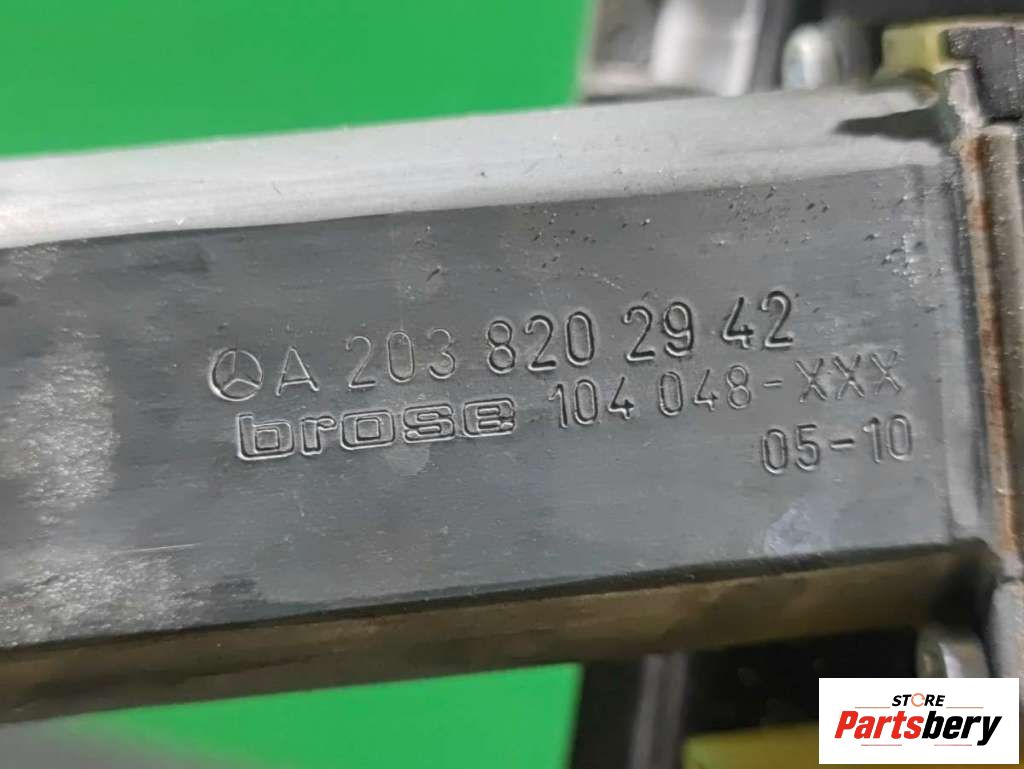 A 203 820 29 42
brose 104 048-XXX
05-10
STORE
Partsbery